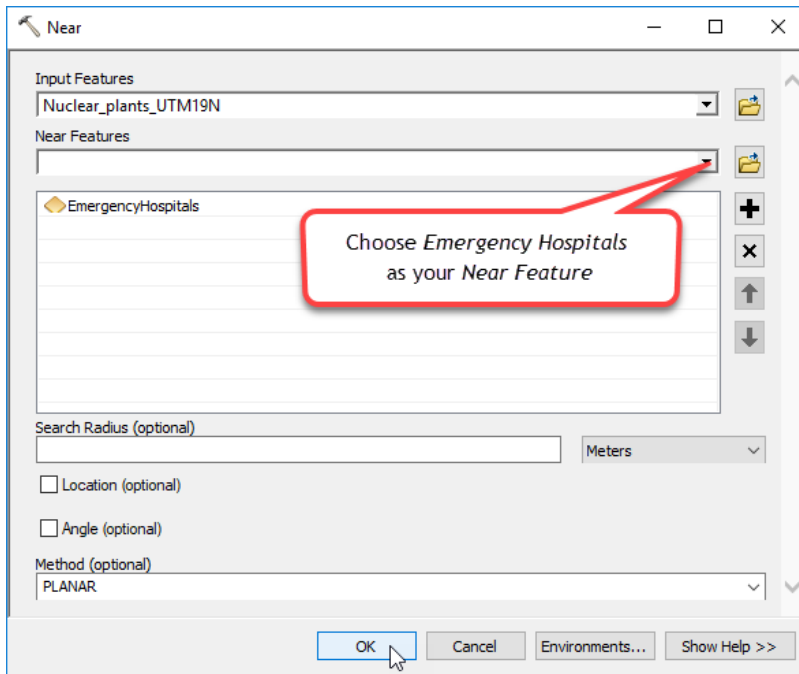 Near
Input Features
Nuclear_plants_UTM19N
Near Features
EmergencyHospitals
Choose Emergency Hospitals
as your Near Feature
Search Radius (optional)
Meters
Location (optional)
Angle (optional)
Method (optional)
PLANAR
OK Cancel Environments... Show Help >>